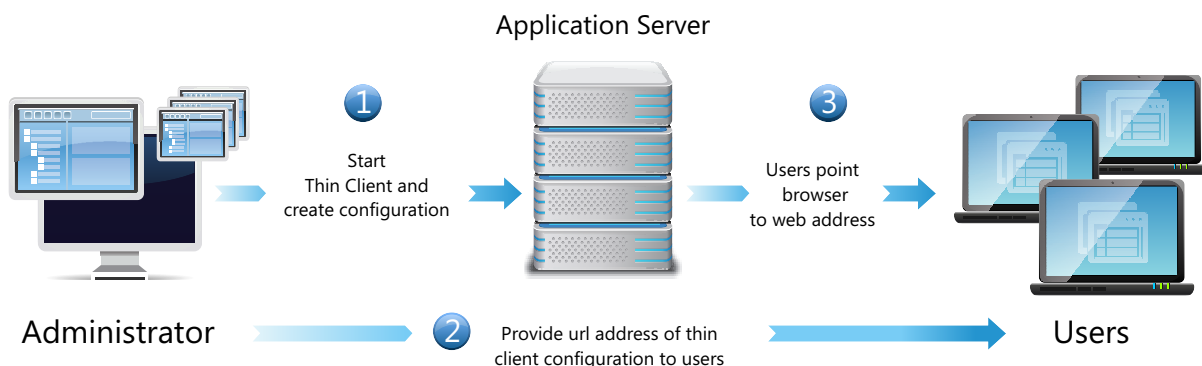 Application Server
1
Start
Thin Client and
create configuration
3
Users point
browser
to web address
Administrator
2
Provide url address of thin
client configuration to users
Users